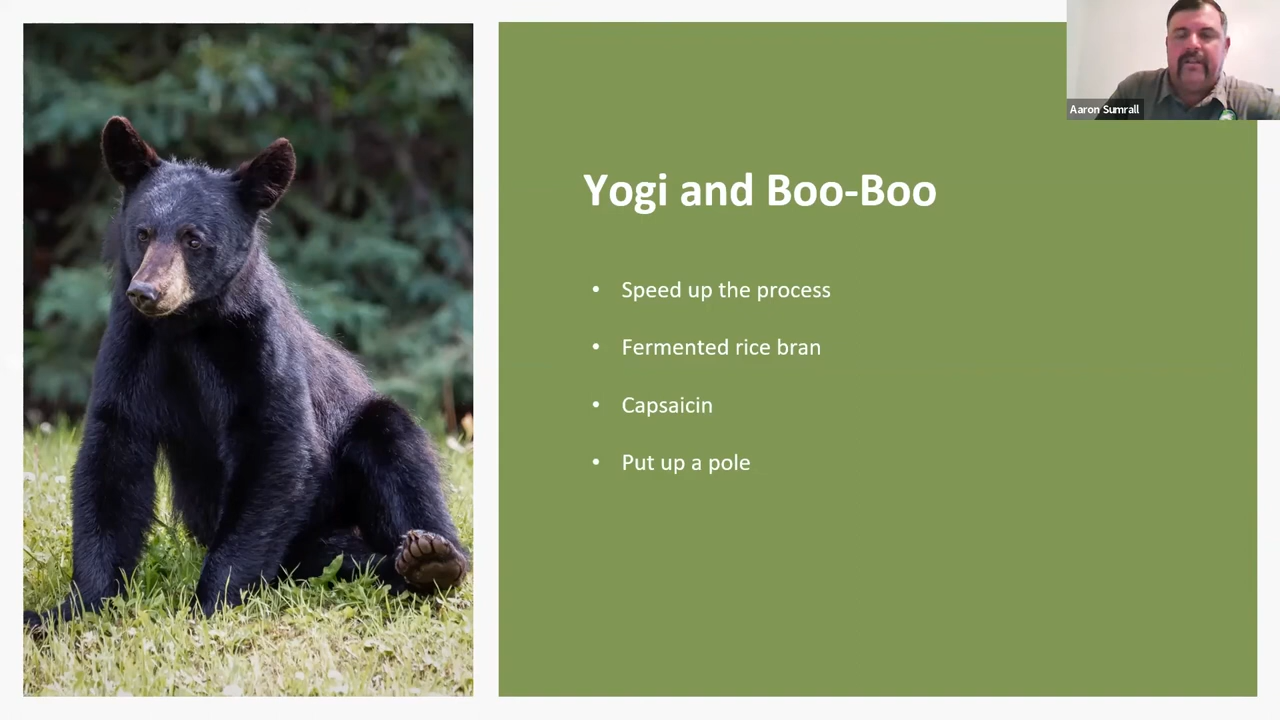 Aaron Sumrall
Yogi and Boo-Boo
• Speed up the process
• Fermented rice bran
• Capsaicin
• Put up a pole